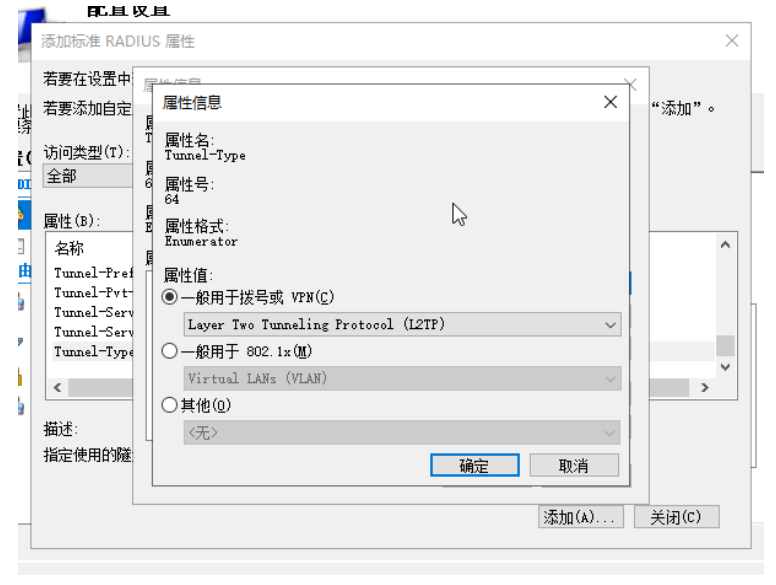 配置设置
添加标准 RADIUS 属性
若要在设置中
属性信息
若要添加自定
“添加”。
属性信息
属性名:
Tunnel-Type
访问类型(T):
全部
属性号:
64
属性(B):
属性格式:
Enumerator
名称
Tunnel-Pref
Tunnel-Pvt-
Tunnel-Serv
Tunnel-Serv
Tunnel-Type
属性值:
一般用于拨号或 VPN(C)
Layer Two Tunneling Protocol (L2TP)
一般用于 802.1x(M)
Virtual LANs (VLAN)
其他(O)
<无>
描述:
指定使用的隧
确定 取消
添加(A)... 关闭(C)